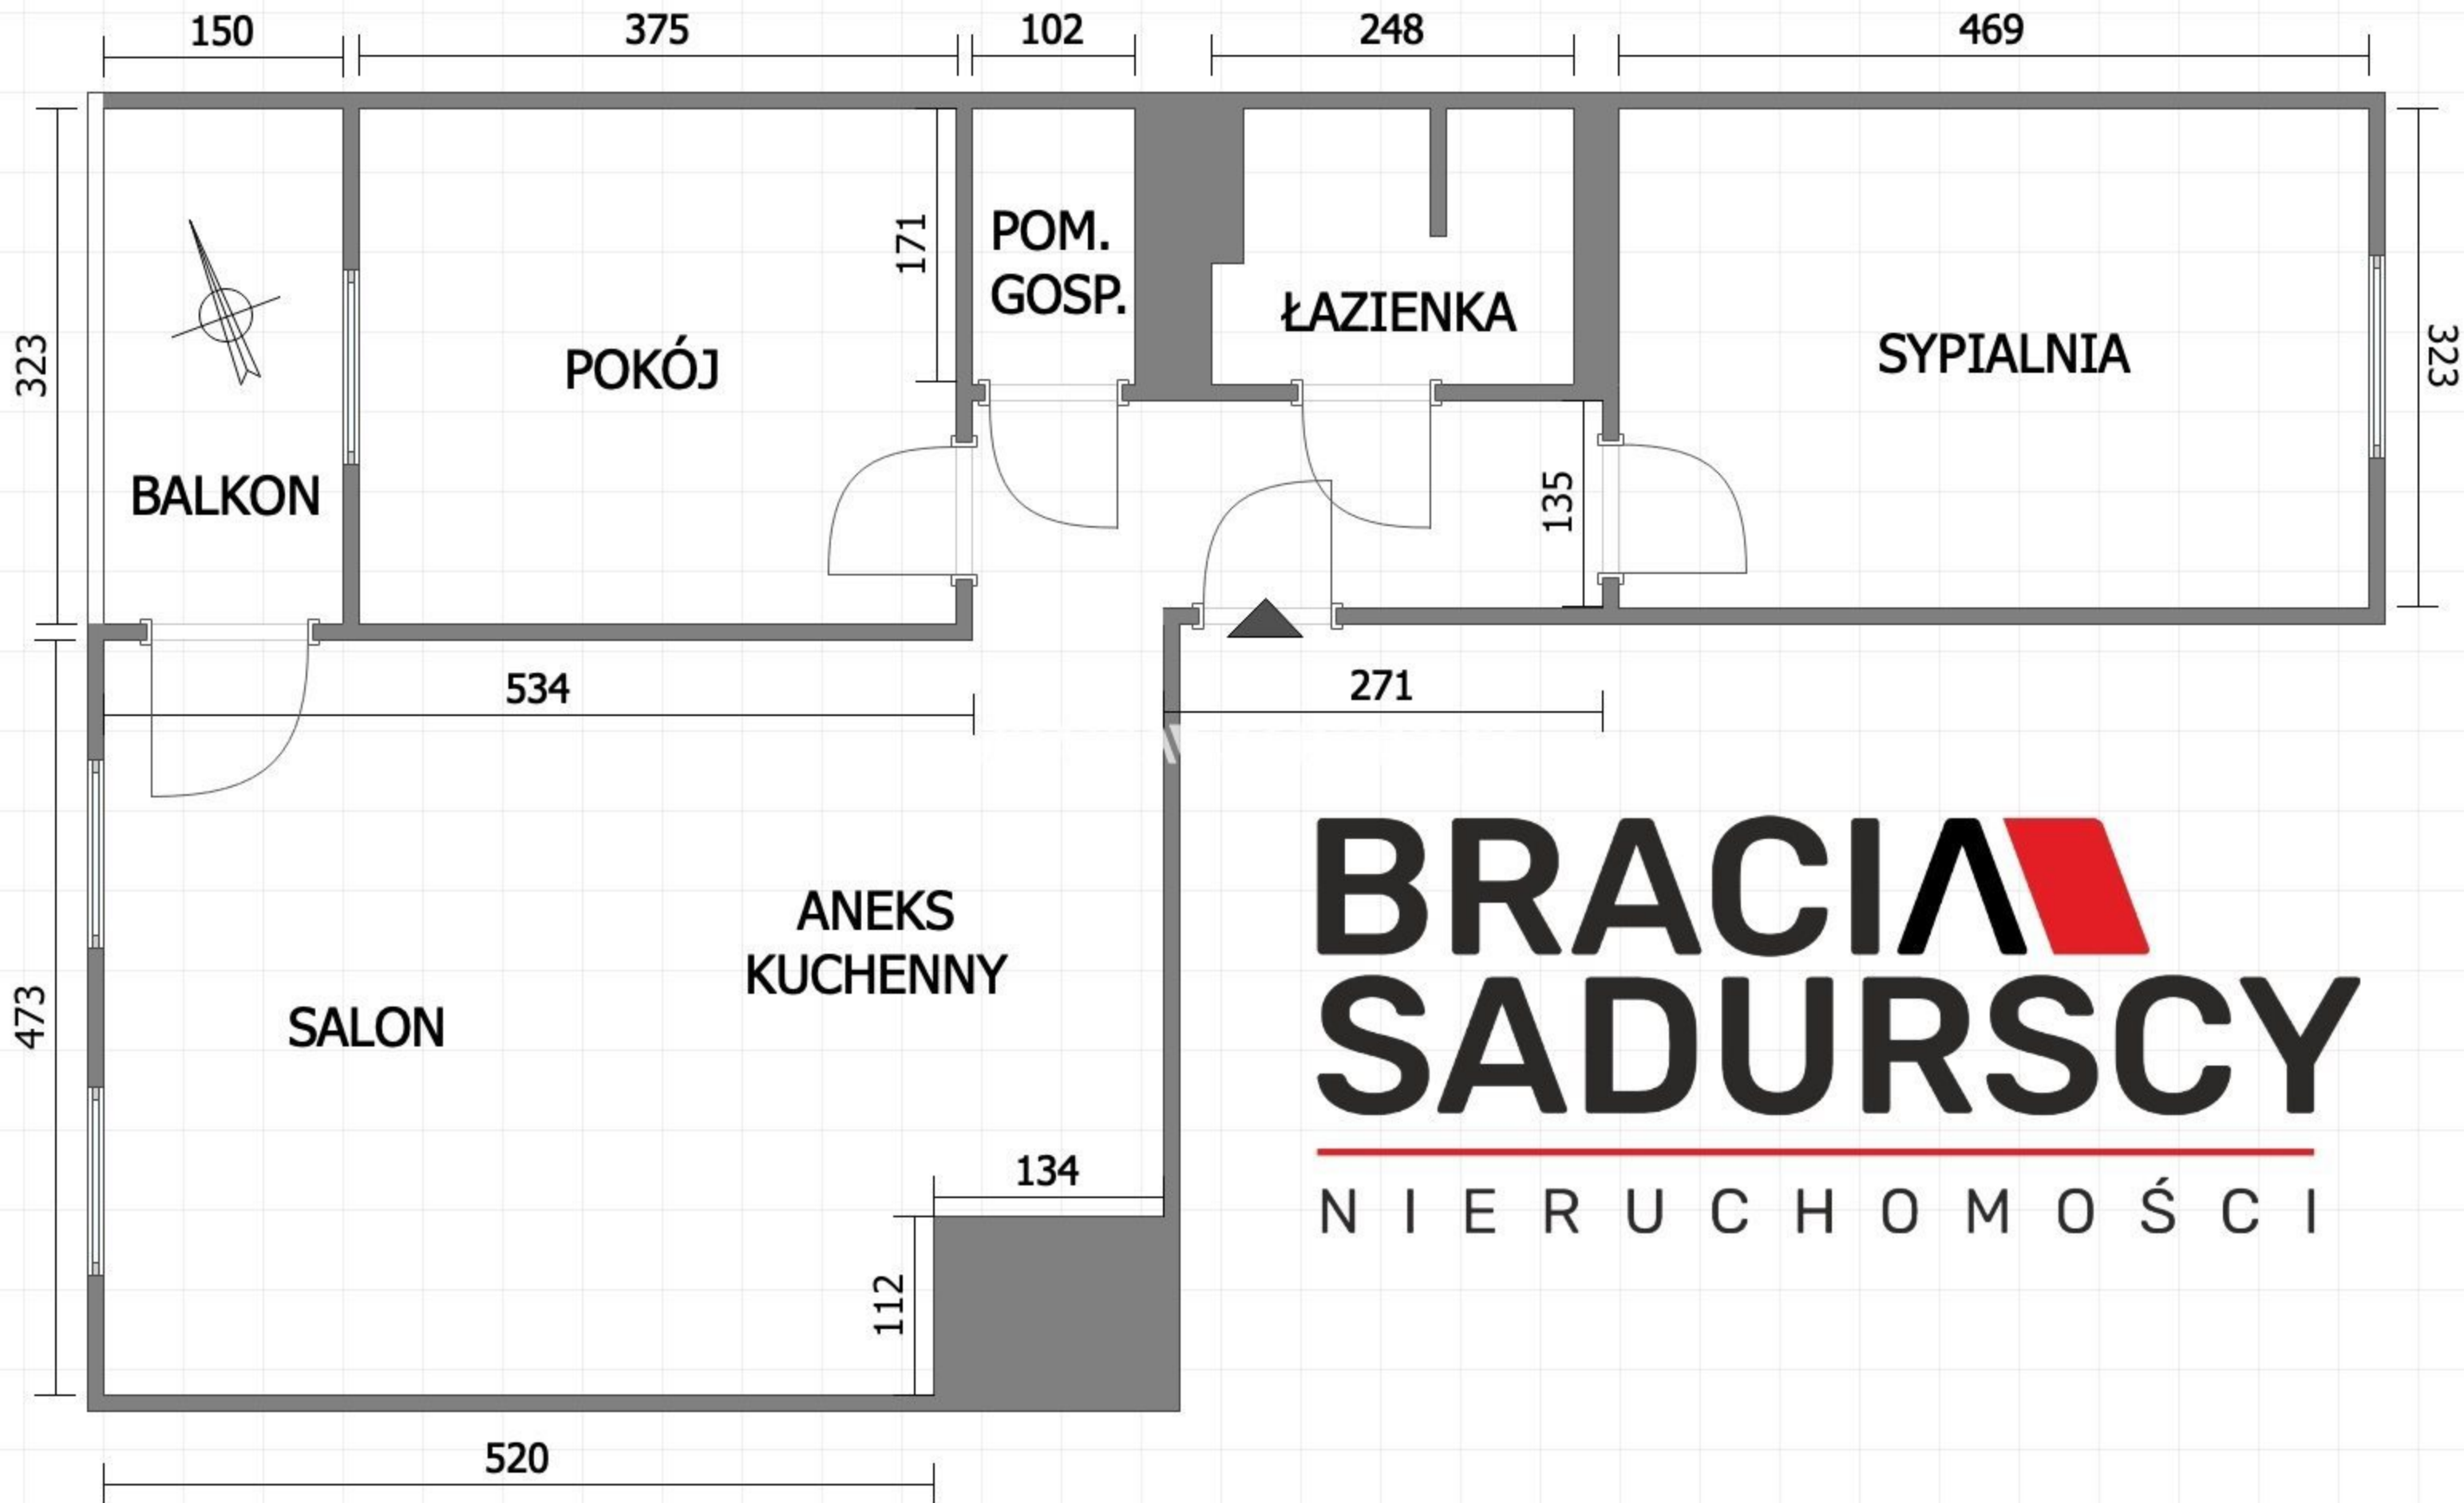 150
375
102
248
469
171
POM.
GOSP.
ŁAZIENKA
SYPIALNIA
POKÓJ
323
323
BALKON
135
534
271
ANEKS
KUCHENNY
SALON
473
134
112
520
BRACIA
SADURSCY
NIERUCHOMOŚCI